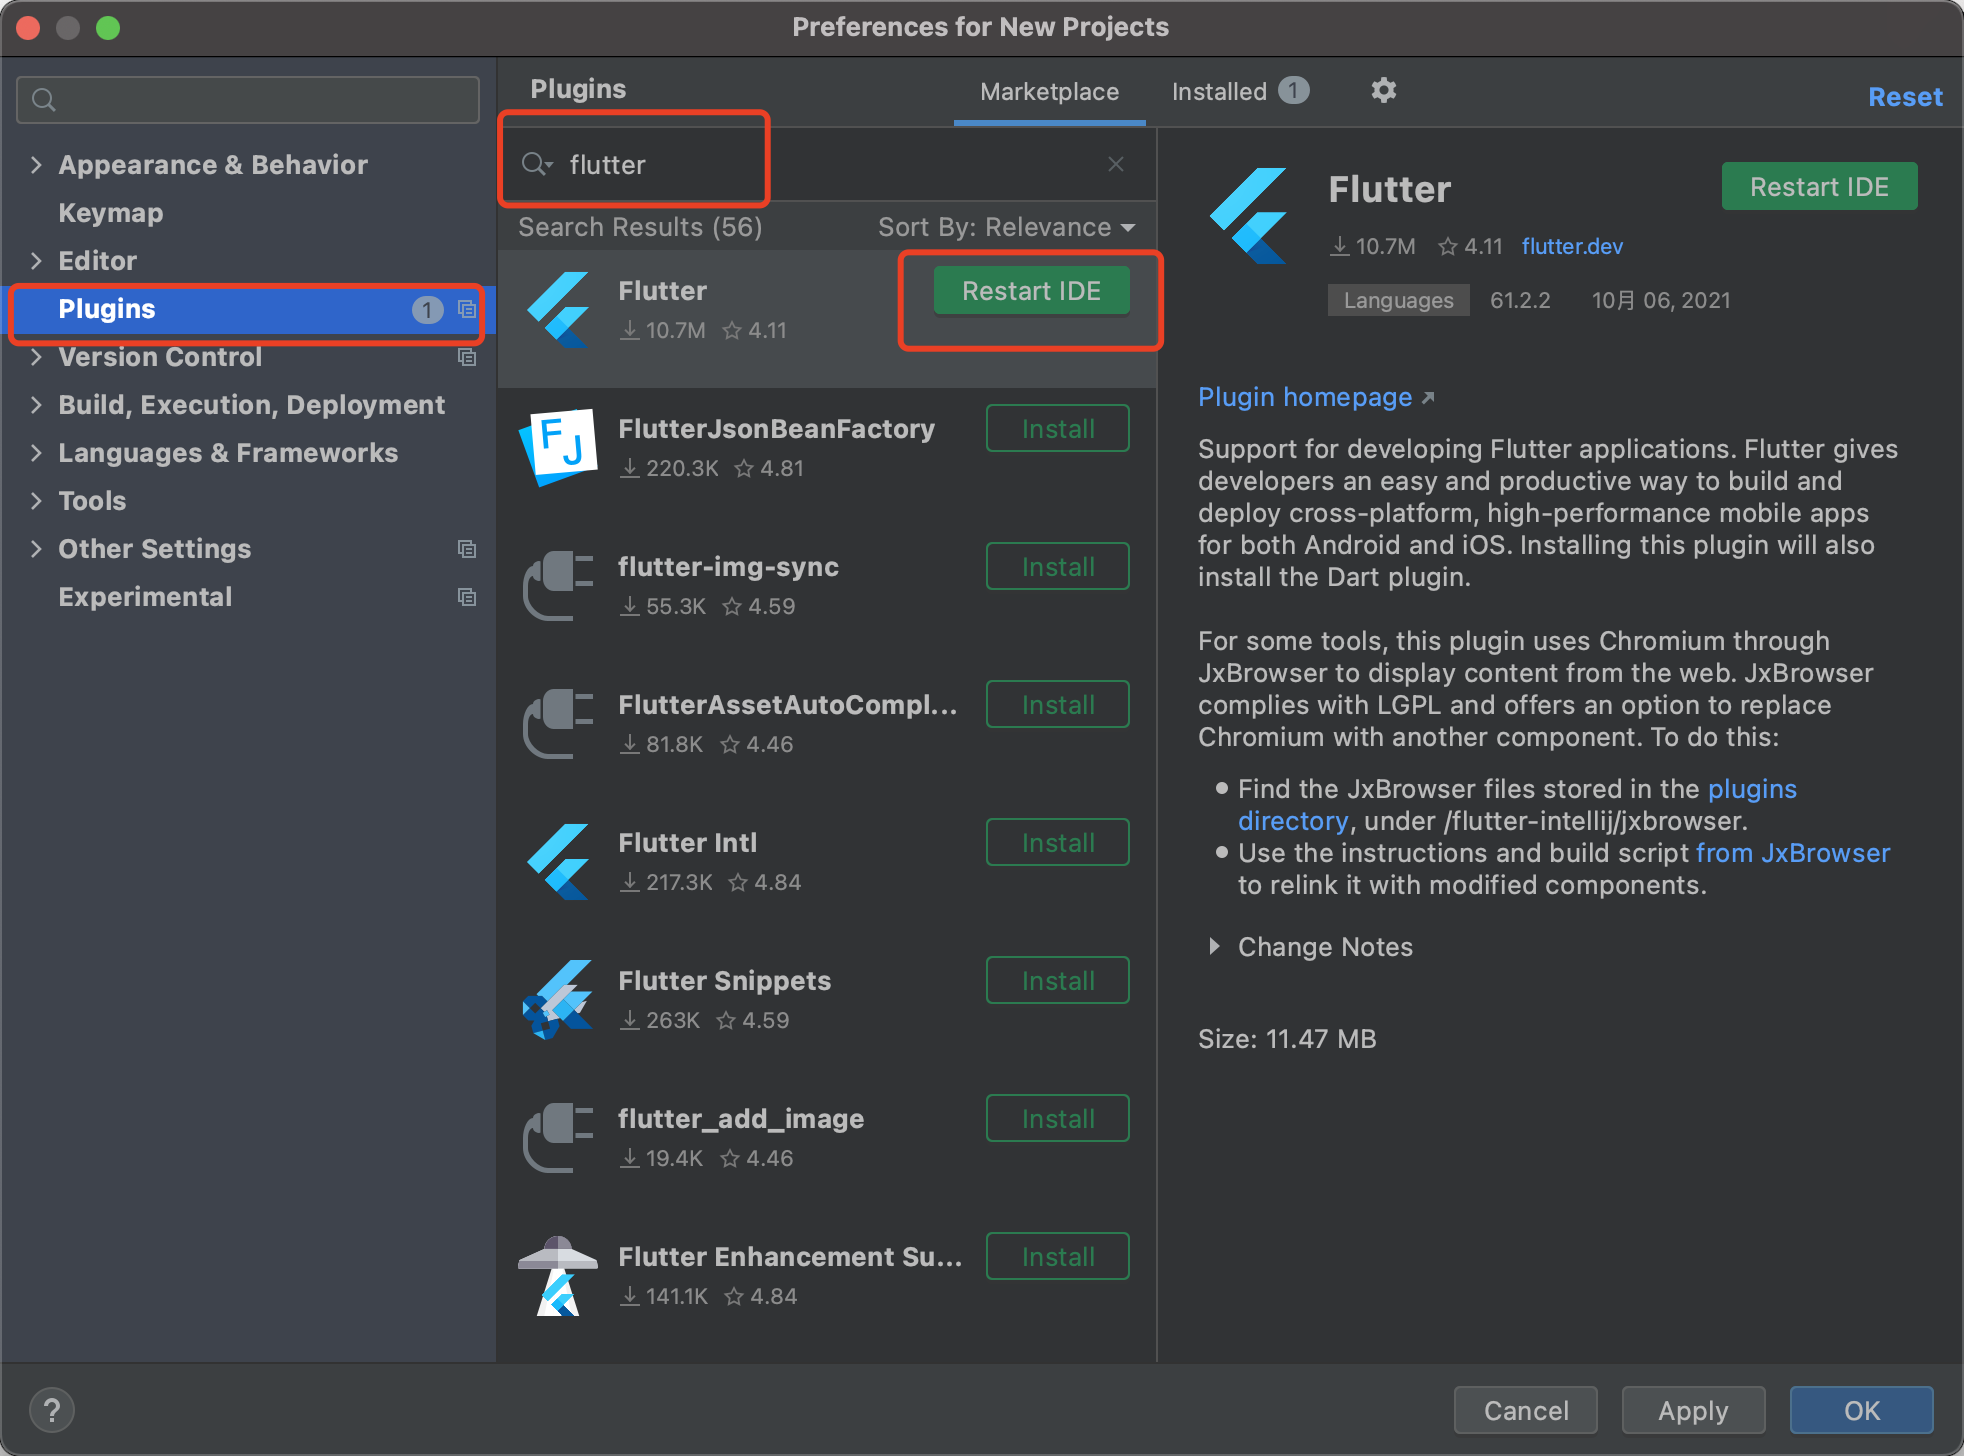 Preferences for New Projects
Appearance & Behavior
Keymap
Editor
Plugins 1
Version Control
Build, Execution, Deployment
Languages & Frameworks
Tools
Other Settings
Experimental
Plugins
Marketplace
Installed 1
Reset
flutter
Search Results (56)
Sort By: Relevance
Flutter
10.7M 4.11
Restart IDE
FlutterJsonBeanFactory
220.3K 4.81
Install
flutter-img-sync
55.3K 4.59
Install
FlutterAssetAutoCompl...
81.8K 4.46
Install
Flutter Intl
217.3K 4.84
Install
Flutter Snippets
263K 4.59
Install
flutter_add_image
19.4K 4.46
Install
Flutter Enhancement Su...
141.1K 4.84
Install
Flutter
Restart IDE
10.7M 4.11 flutter.dev
Languages 61.2.2 10月 06, 2021
Plugin homepage
Support for developing Flutter applications. Flutter gives
developers an easy and productive way to build and
deploy cross-platform, high-performance mobile apps
for both Android and iOS. Installing this plugin will also
install the Dart plugin.
For some tools, this plugin uses Chromium through
JxBrowser to display content from the web. JxBrowser
complies with LGPL and offers an option to replace
Chromium with another component. To do this:
Find the JxBrowser files stored in the plugins
directory, under /flutter-intellij/jxbrowser.
Use the instructions and build script from JxBrowser
to relink it with modified components.
Change Notes
Size: 11.47 MB
?
Cancel
Apply
OK